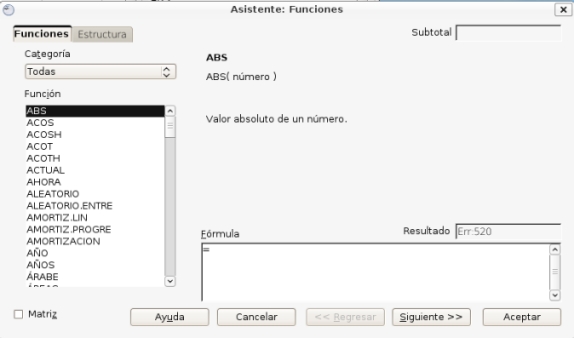 Asistente: Funciones
Funciones Estructura
Subtotal
Categoría
Todas
Función
ABS
ACOS
ACOSH
ACOT
ACOTH
ACTUAL
AHORA
ALEATORIO
ALEATORIO.ENTRE
AMORTIZ.LIN
AMORTIZ.PROGRE
AMORTIZACION
AÑO
AÑOS
ÁRABE
ABS
ABS( número )
Valor absoluto de un número.
Fórmula
Resultado Err:520
=
Matriz
Ayuda
Cancelar
<< Regresar
Siguiente >>
Aceptar